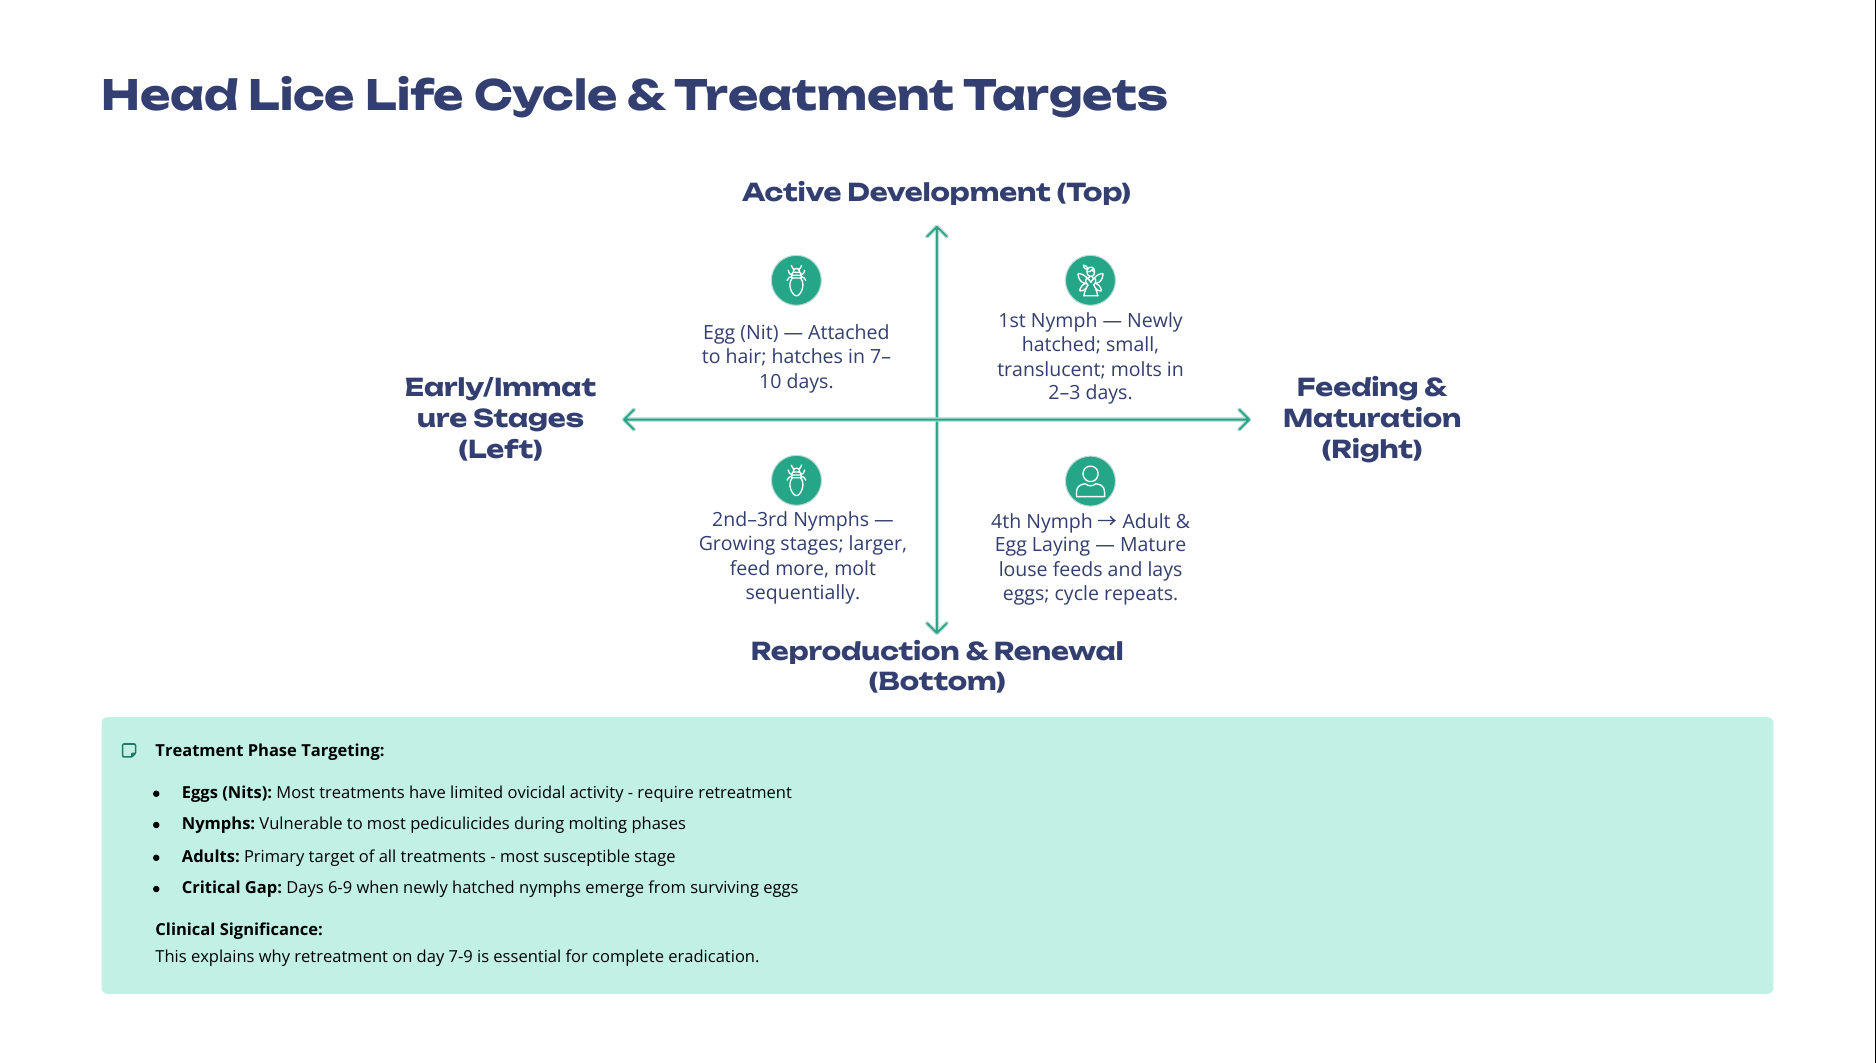 Head Lice Life Cycle & Treatment Targets
Active Development (Top)
Egg (Nit) — Attached
to hair; hatches in 7–
10 days.
1st Nymph — Newly
hatched; small,
translucent; molts in
2–3 days.
Early/Immat
ure Stages
(Left)
Feeding &
Maturation
(Right)
2nd–3rd Nymphs —
Growing stages; larger,
feed more, molt
sequentially.
4th Nymph → Adult &
Egg Laying — Mature
louse feeds and lays
eggs; cycle repeats.
Reproduction & Renewal
(Bottom)
Treatment Phase Targeting:
• Eggs (Nits): Most treatments have limited ovicidal activity - require retreatment
• Nymphs: Vulnerable to most pediculicides during molting phases
• Adults: Primary target of all treatments - most susceptible stage
• Critical Gap: Days 6-9 when newly hatched nymphs emerge from surviving eggs
Clinical Significance:
This explains why retreatment on day 7-9 is essential for complete eradication.